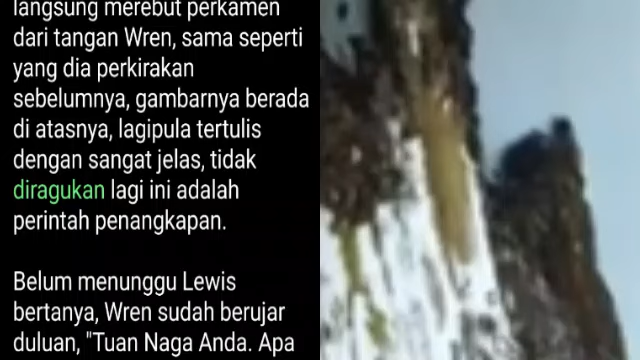 langsung merebut perkamen
dari tangan Wren, sama seperti
yang dia perkirakan
sebelumnya, gambarnya berada
di atasnya, lagipula tertulis
dengan sangat jelas, tidak
diragukan lagi ini adalah
perintah penangkapan.
Belum menunggu Lewis
bertanya, Wren sudah berujar
duluan, "Tuan Naga Anda. Apa